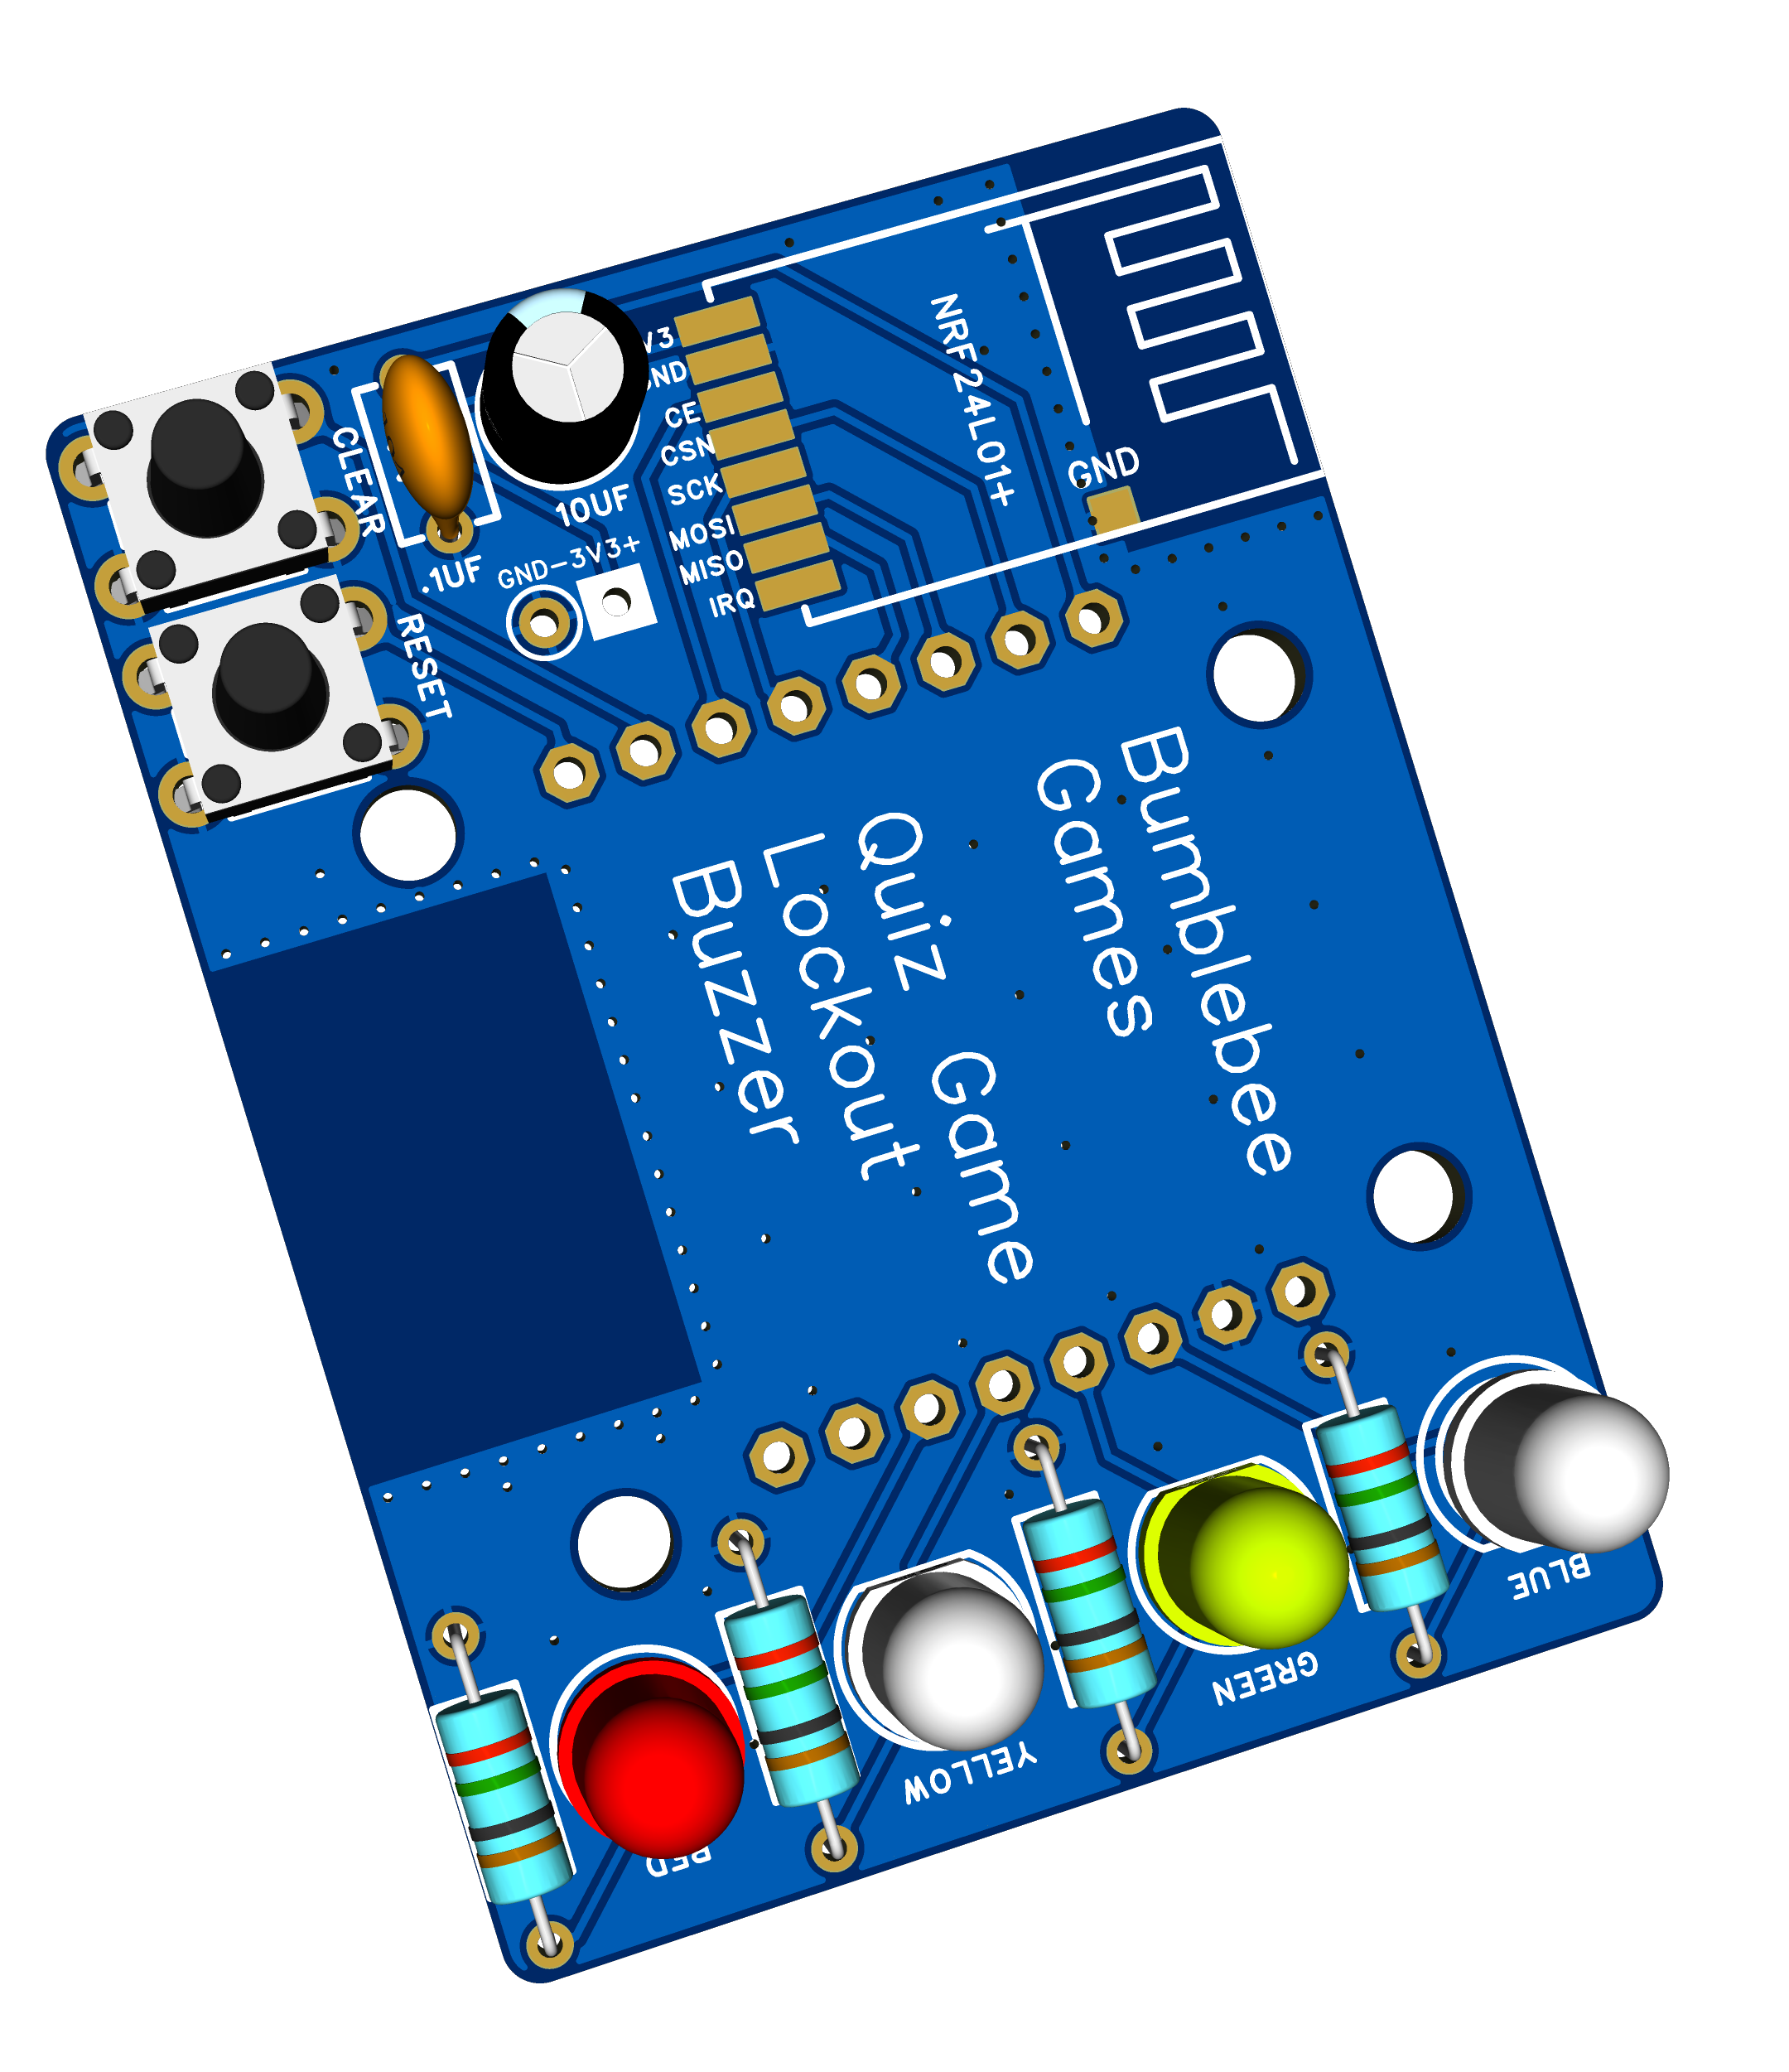 CLEAR
RESET
.1UF
10UF
GND-3V3+
CE
CSN
SCK
MOSI
MISO
IRQ
NRF24L01+
GND
Bumblebee
Games
Quiz Game
Lockout
Buzzer
RED
YELLOW
GREEN
BLUE